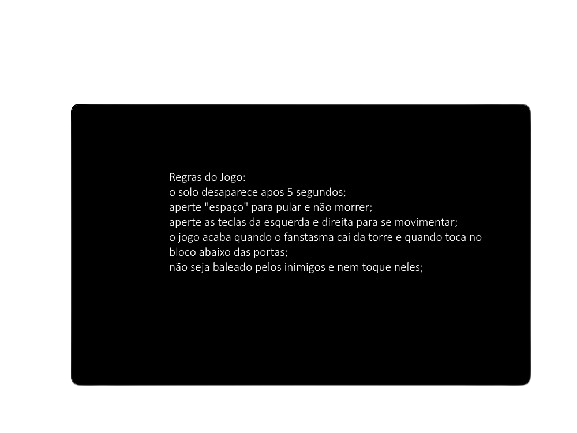 Regras do Jogo:
o solo desaparece apos 5 segundos;
aperte "espaço" para pular e não morrer;
aperte as teclas da esquerda e direita para se movimentar;
o jogo acaba quando o fanstasma cai da torre e quando toca no
bloco abaixo das portas;
não seja baleado pelos inimigos e nem toque neles;